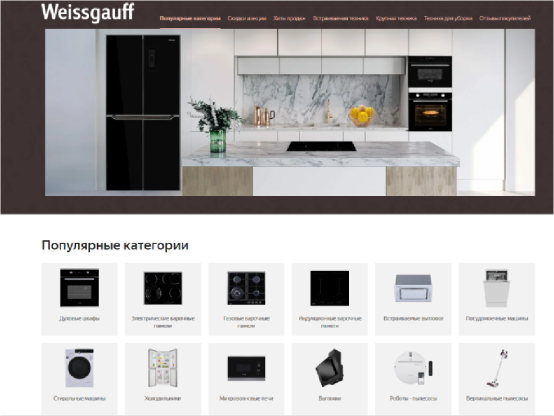 Weissgauff
Популярные категории Скидки и акции Хиты продаж Встраиваемая техника Крупная техника Техника для уборки Отзывы покупателей
Популярные категории
Духовые шкафы
Электрические варочные
панели
Газовые варочные
панели
Индукционные варочные
панели
Встраиваемые вытяжки
Посудомоечные машины
Стиральные машины
Холодильники
Микроволновые печи
Вытяжки
Роботы - пылесосы
Вертикальные пылесосы